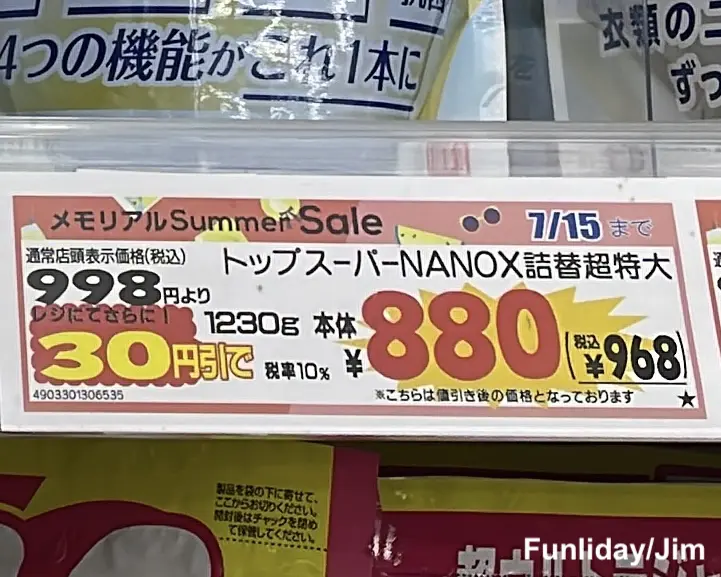 4つの機能がこれ1本に
衣類の
ずっ
メモリアルSummer Sale
7/15まで
通常店頭表示価格(税込)
998円より
レジにてさらに!
30円引で
トップスーパーNANOX詰替超特大
1230g
本体
¥880
(税込
¥968)
税率10%
※こちらは値引き後の価格となっております
4903301306535
★
製品を袋の下に寄せて、
ここからお切りください。
開封後はチャックを閉め
て保管してください。
Funliday/Jim